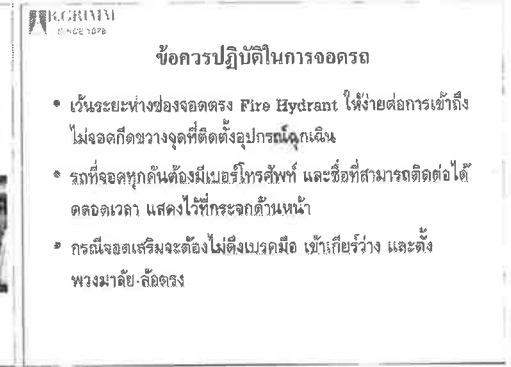 B.GRIMM
SINCE 1878
ข้อควรปฏิบัติในการจอดรถ
• เว้นระยะห่างช่องจอดตรง Fire Hydrant ให้ง่ายต่อการเข้าถึง
ไม่จอดกีดขวางจุดที่ติดตั้งอุปกรณ์ฉุกเฉิน
• รถที่จอดทุกคันต้องมีเบอร์โทรศัพท์ และชื่อที่สามารถติดต่อได้
ตลอดเวลา แสดงไว้ที่กระจกด้านหน้า
• กรณีจอดเสริมจะต้องไม่ดึงเบรคมือ เข้าเกียร์ว่าง และตั้ง
พวงมาลัย-ล้อตรง